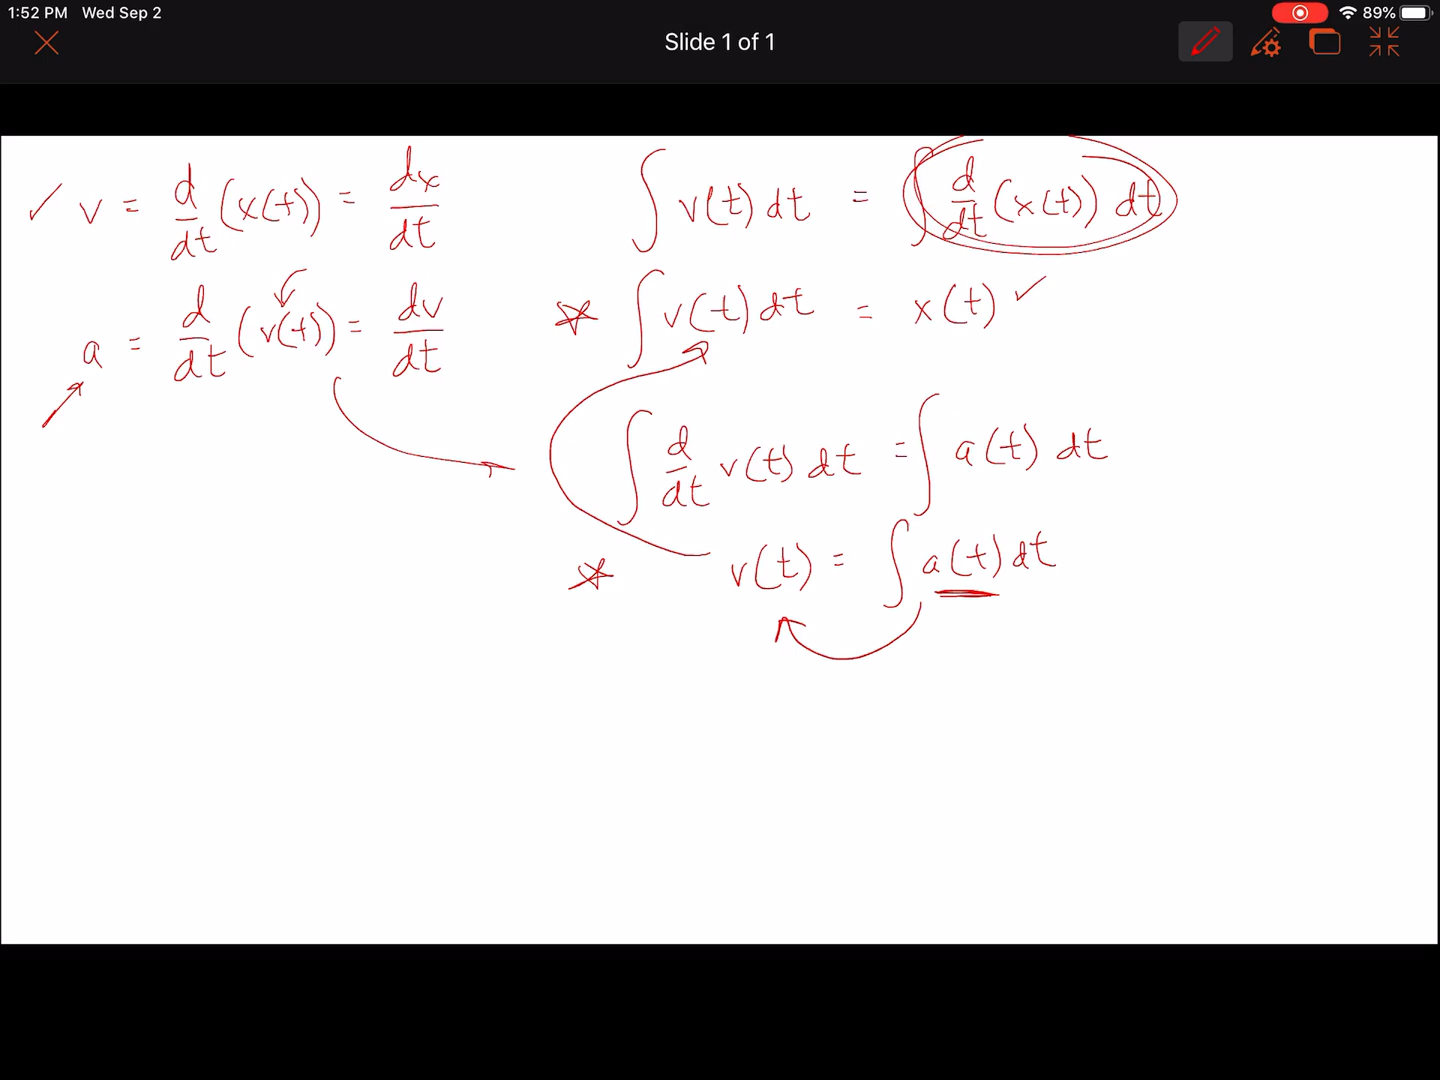 1:52 PM Wed Sep 2
89%
Slide 1 of 1
✓ v = d/dt (x(t)) = dx/dt
a = d/dt (v(t)) = dv/dt
∫ v(t) dt = ∫ d/dt (x(t)) dt
* ∫ v(t) dt = x(t) ✓
∫ d/dt v(t) dt = ∫ a(t) dt
* v(t) = ∫ a(t) dt